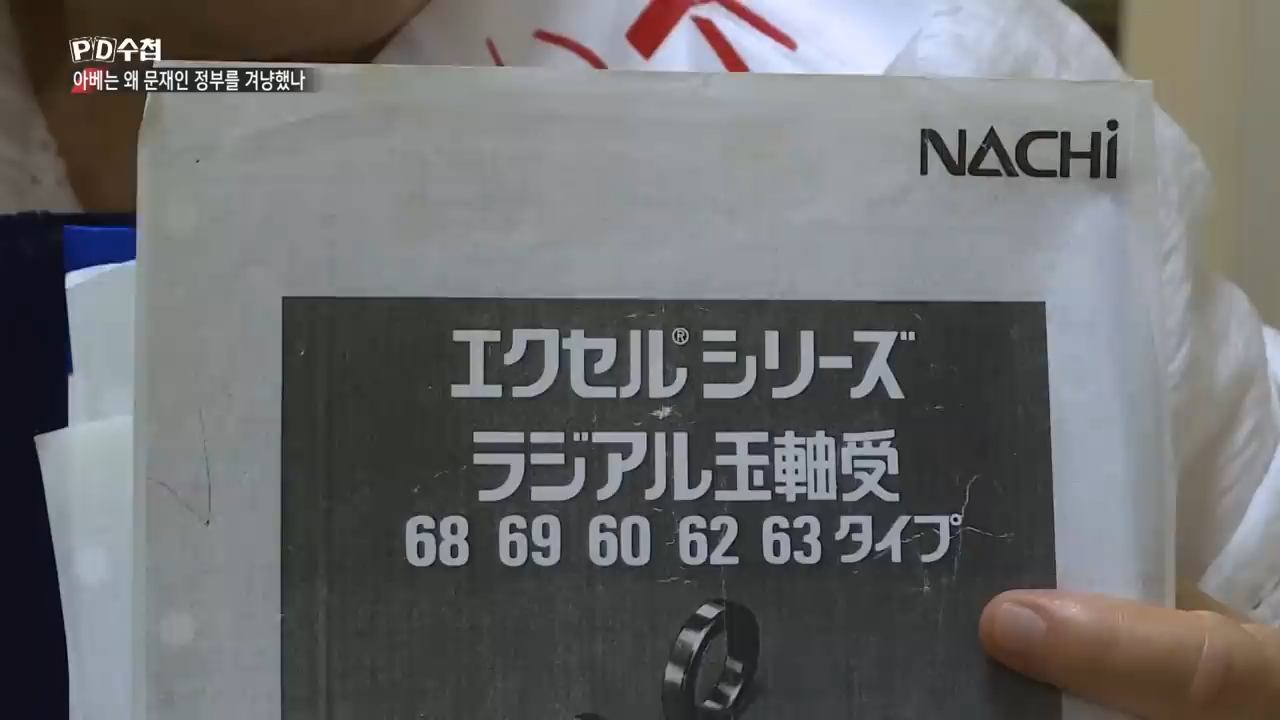 PD수첩
아베는 왜 문재인 정부를 겨냥했나
NACHi
エクセル®シリーズ
ラジアル玉軸受
68 69 60 62 63タイプ